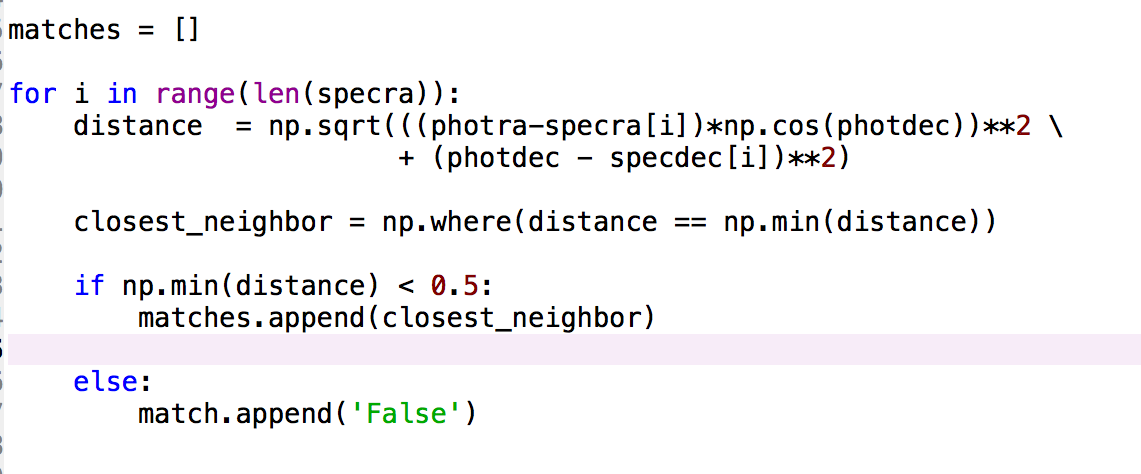 matches = []
for i in range(len(specra)):
    distance  = np.sqrt(((photra-specra[i])*np.cos(photdec))**2 \
                        + (photdec - specdec[i])**2)
    closest_neighbor = np.where(distance == np.min(distance))
    if np.min(distance) < 0.5:
        matches.append(closest_neighbor)
    else:
        match.append('False')